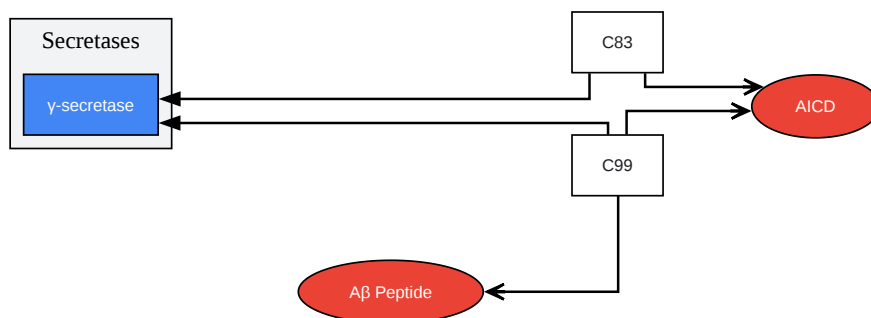 Secretases
γ-secretase
C83
AICD
C99
Aβ Peptide